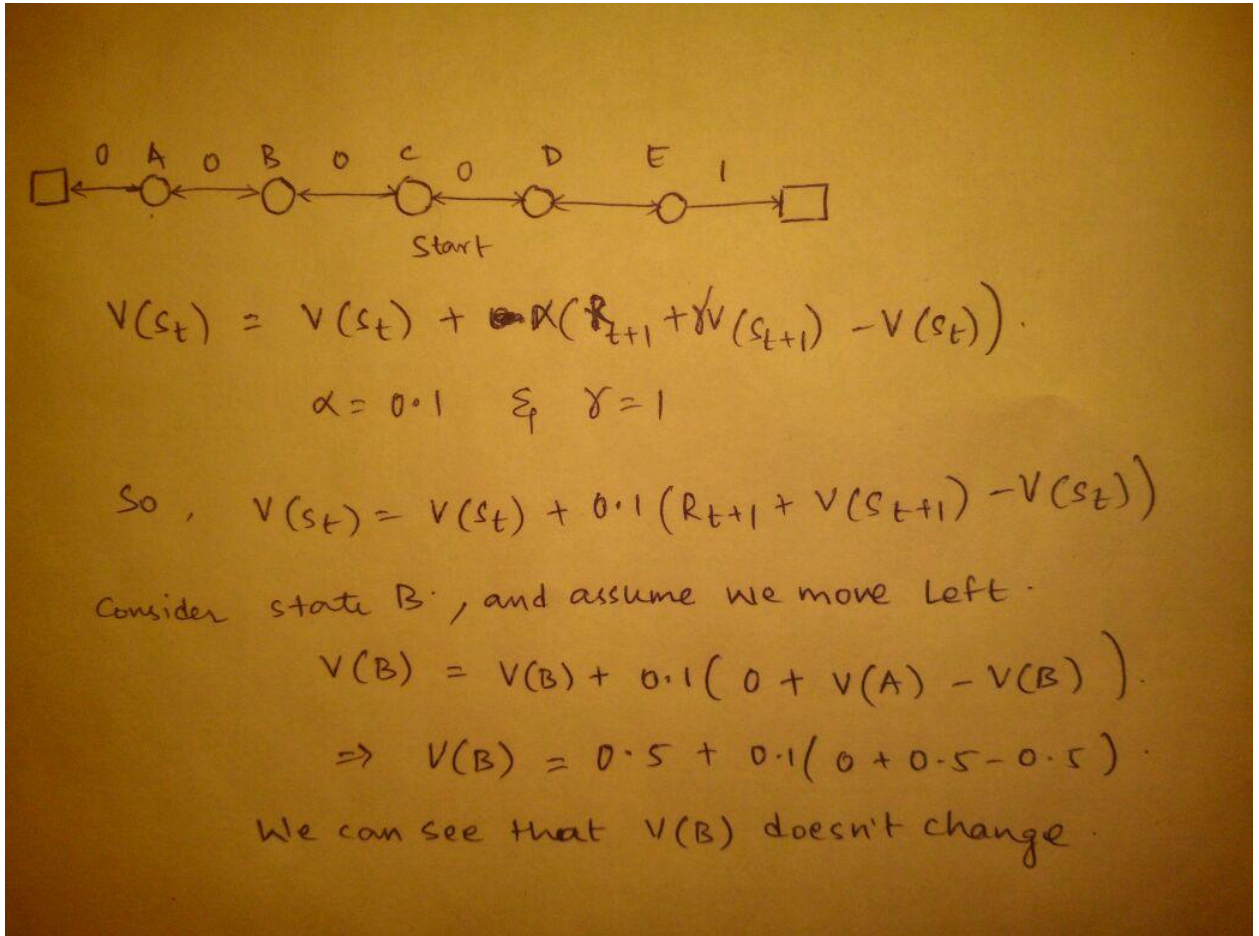 0 A 0 B 0 C 0 D E 1
Start
V(St) = V(St) + α(Rt+1 + γV(St+1) - V(St)).
α = 0.1 & γ = 1
So, V(St) = V(St) + 0.1(Rt+1 + V(St+1) - V(St))
Consider state B, and assume we move Left.
V(B) = V(B) + 0.1(0 + V(A) - V(B)).
=> V(B) = 0.5 + 0.1(0 + 0.5 - 0.5).
We can see that V(B) doesn't change.